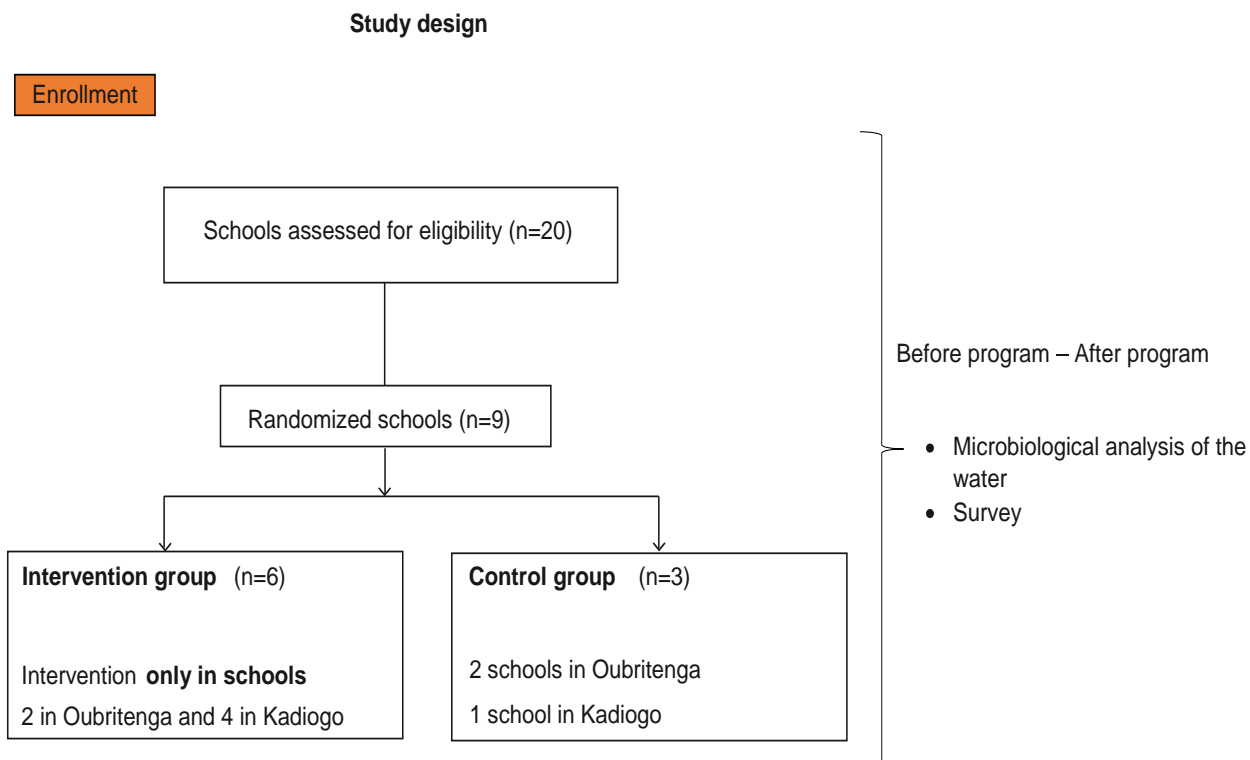 Study design
Enrollment
Schools assessed for eligibility (n=20)
Randomized schools (n=9)
Intervention group (n=6)
Intervention only in schools
2 in Oubritenga and 4 in Kadiogo
Control group (n=3)
2 schools in Oubritenga
1 school in Kadiogo
Before program – After program
• Microbiological analysis of the
water
• Survey